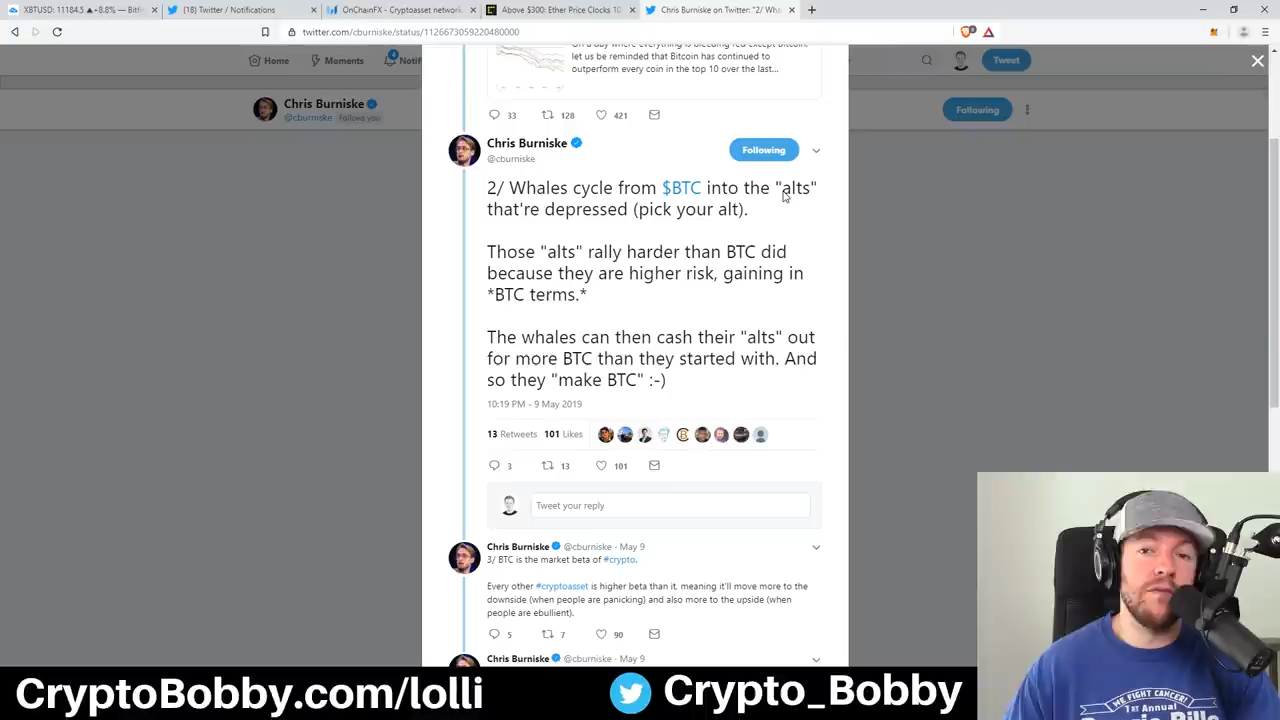 XBTUSD: 11184.5 ▲+8.8% — Bitm
(18) Twitter / Notifications
OnChainFX - Cryptoasset network
Above $300: Ether Price Clocks 10
Chris Burniske on Twitter: "2/ Wha
twitter.com/cburniske/status/1126673059220480000
Home
Moments
Notifi
Tweet
Chris Burniske
@cburniske Follows you
Following
On a day where everything is bleeding red except Bitcoin,
let us be reminded that Bitcoin has continued to
outperform every coin in the top 10 over the last...
33 128 421
Chris Burniske
@cburniske
Following
2/ Whales cycle from $BTC into the "alts"
that're depressed (pick your alt).
Those "alts" rally harder than BTC did
because they are higher risk, gaining in
*BTC terms.*
The whales can then cash their "alts" out
for more BTC than they started with. And
so they "make BTC" :-)
10:19 PM - 9 May 2019
13 Retweets 101 Likes
3 13 101
Tweet your reply
Chris Burniske @cburniske · May 9
3/ BTC is the market beta of #crypto.
Every other #cryptoasset is higher beta than it, meaning it'll move more to the
downside (when people are panicking) and also more to the upside (when
people are ebullient).
5 7 90
Chris Burniske @cburniske · May 9
WE FIGHT CANCER!
1ST Annual
CryptoBobby.com/lolli
Crypto_Bobby